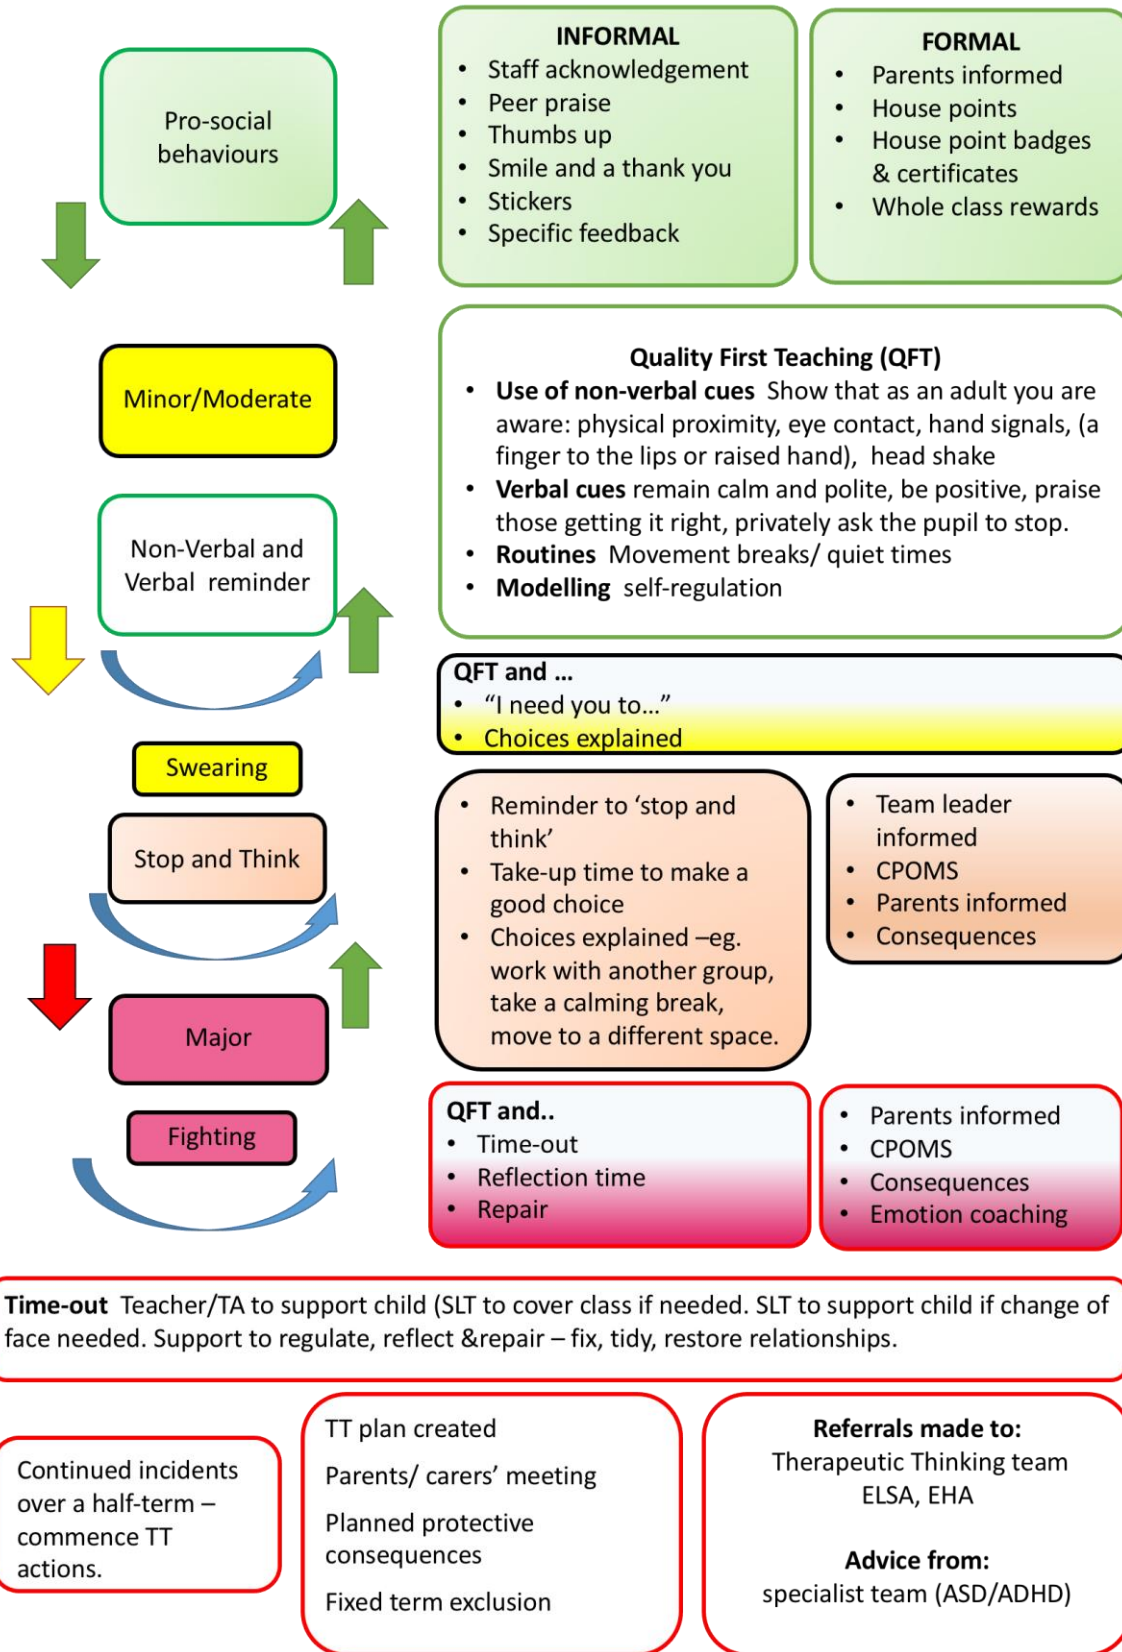 Pro-social
behaviours
INFORMAL
• Staff acknowledgement
• Peer praise
• Thumbs up
• Smile and a thank you
• Stickers
• Specific feedback
FORMAL
• Parents informed
• House points
• House point badges
& certificates
• Whole class rewards
Minor/Moderate
Non-Verbal and
Verbal reminder
Quality First Teaching (QFT)
• Use of non-verbal cues Show that as an adult you are
aware: physical proximity, eye contact, hand signals, (a
finger to the lips or raised hand), head shake
• Verbal cues remain calm and polite, be positive, praise
those getting it right, privately ask the pupil to stop.
• Routines Movement breaks/ quiet times
• Modelling self-regulation
QFT and ...
• “I need you to...”
• Choices explained
Swearing
Stop and Think
• Reminder to ‘stop and
think’
• Take-up time to make a
good choice
• Choices explained –eg.
work with another group,
take a calming break,
move to a different space.
• Team leader
informed
• CPOMS
• Parents informed
• Consequences
Major
Fighting
QFT and..
• Time-out
• Reflection time
• Repair
• Parents informed
• CPOMS
• Consequences
• Emotion coaching
Time-out Teacher/TA to support child (SLT to cover class if needed. SLT to support child if change of
face needed. Support to regulate, reflect &repair – fix, tidy, restore relationships.
Continued incidents
over a half-term –
commence TT
actions.
TT plan created
Parents/ carers’ meeting
Planned protective
consequences
Fixed term exclusion
Referrals made to:
Therapeutic Thinking team
ELSA, EHA
Advice from:
specialist team (ASD/ADHD)